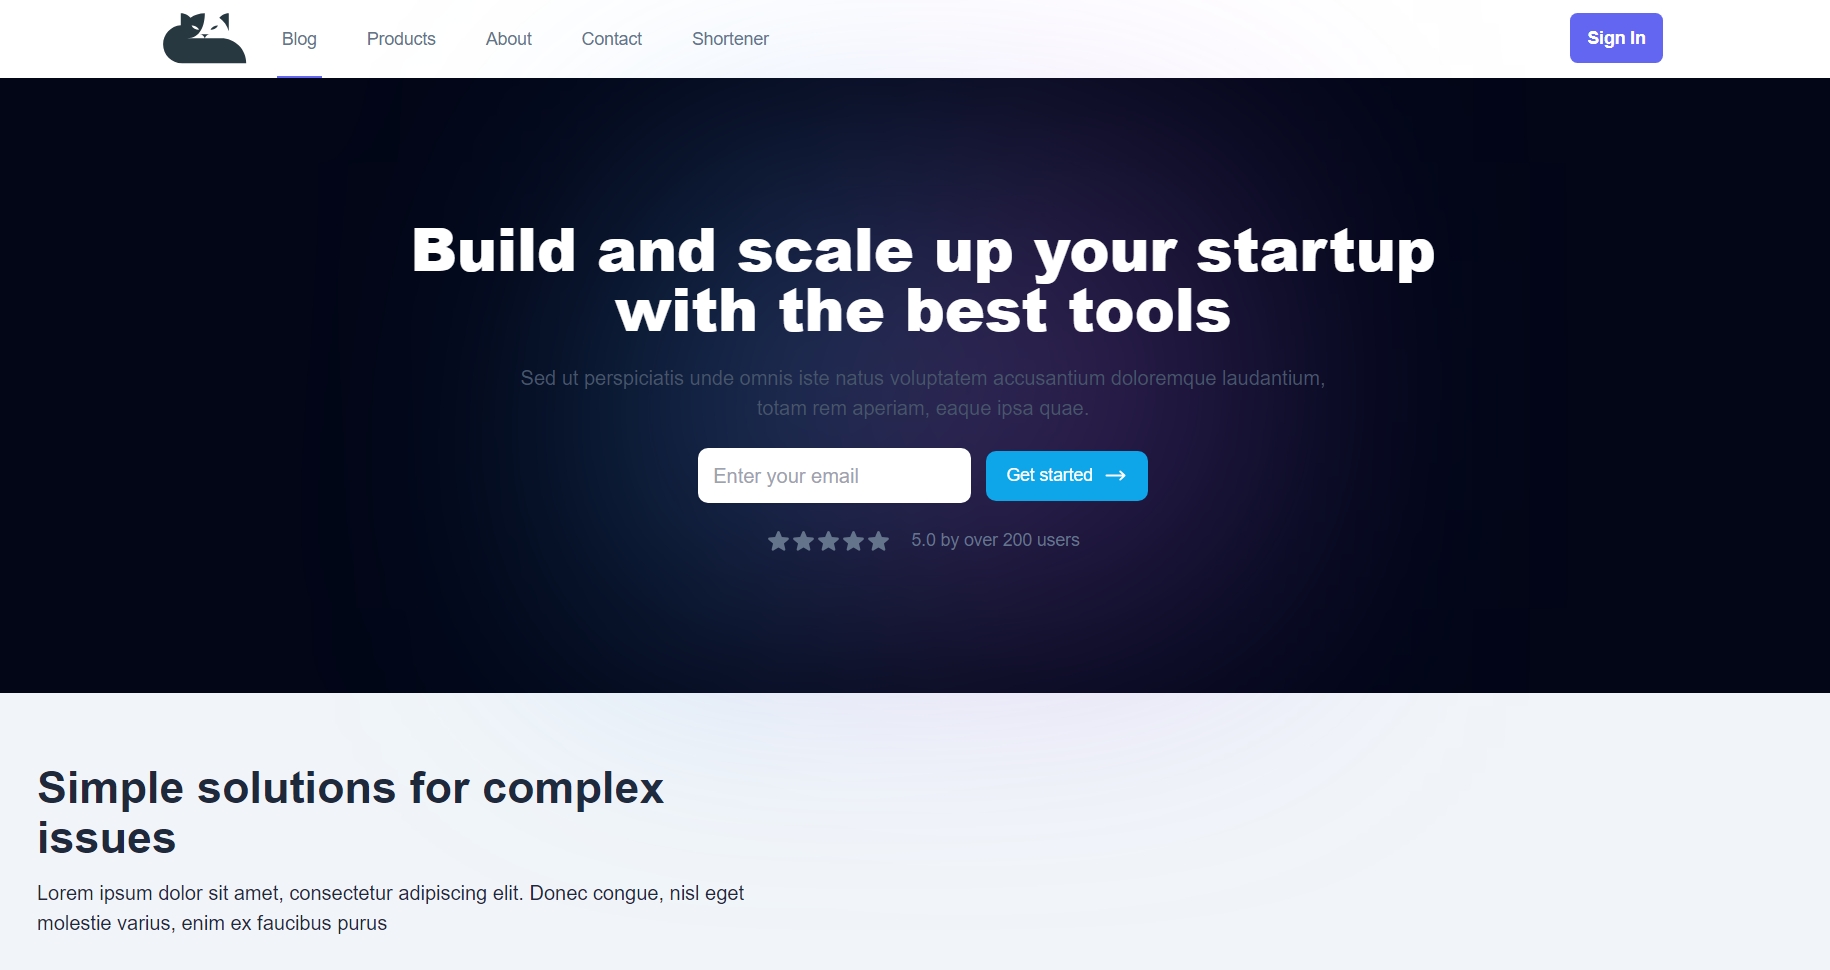 Blog
Products
About
Contact
Shortener
Sign In
Build and scale up your startup
with the best tools
Sed ut perspiciatis unde omnis iste natus voluptatem accusantium doloremque laudantium,
totam rem aperiam, eaque ipsa quae.
Enter your email
Get started
5.0 by over 200 users
Simple solutions for complex
issues
Lorem ipsum dolor sit amet, consectetur adipiscing elit. Donec congue, nisl eget
molestie varius, enim ex faucibus purus